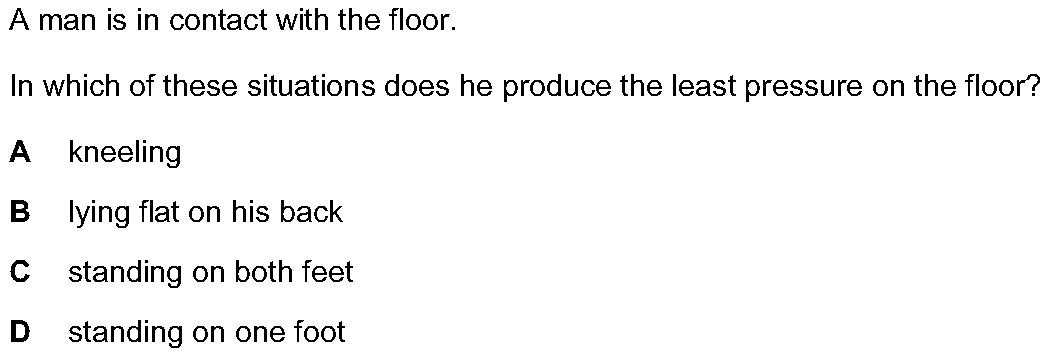 A man is in contact with the floor.
In which of these situations does he produce the least pressure on the floor?
A kneeling
B lying flat on his back
C standing on both feet
D standing on one foot